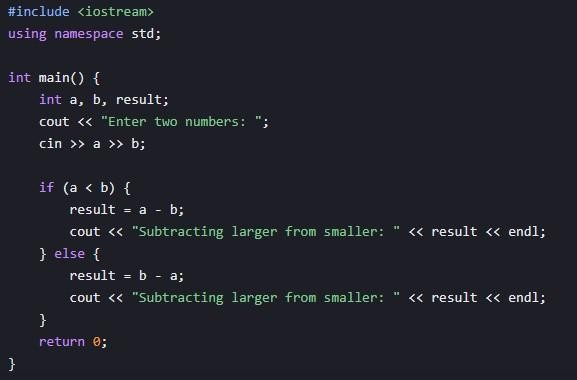 #include <iostream>
using namespace std;

int main() {
    int a, b, result;
    cout << "Enter two numbers: ";
    cin >> a >> b;

    if (a < b) {
        result = a - b;
        cout << "Subtracting larger from smaller: " << result << endl;
    } else {
        result = b - a;
        cout << "Subtracting larger from smaller: " << result << endl;
    }
    return 0;
}